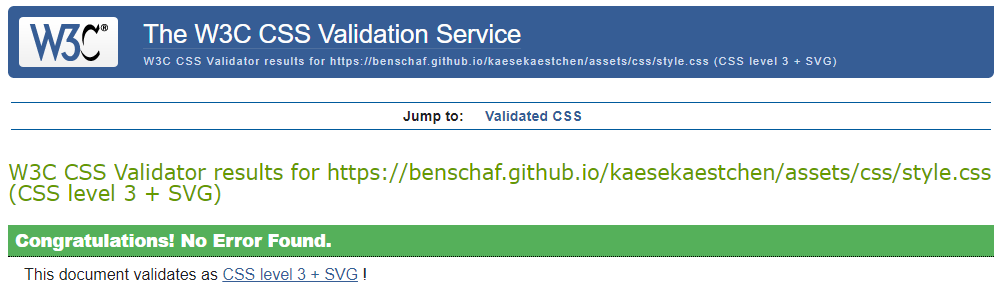 W3C®
The W3C CSS Validation Service
W3C CSS Validator results for https://benschaf.github.io/kaesekaestchen/assets/css/style.css (CSS level 3 + SVG)
Jump to: Validated CSS
W3C CSS Validator results for https://benschaf.github.io/kaesekaestchen/assets/css/style.css
(CSS level 3 + SVG)
Congratulations! No Error Found.
This document validates as CSS level 3 + SVG !